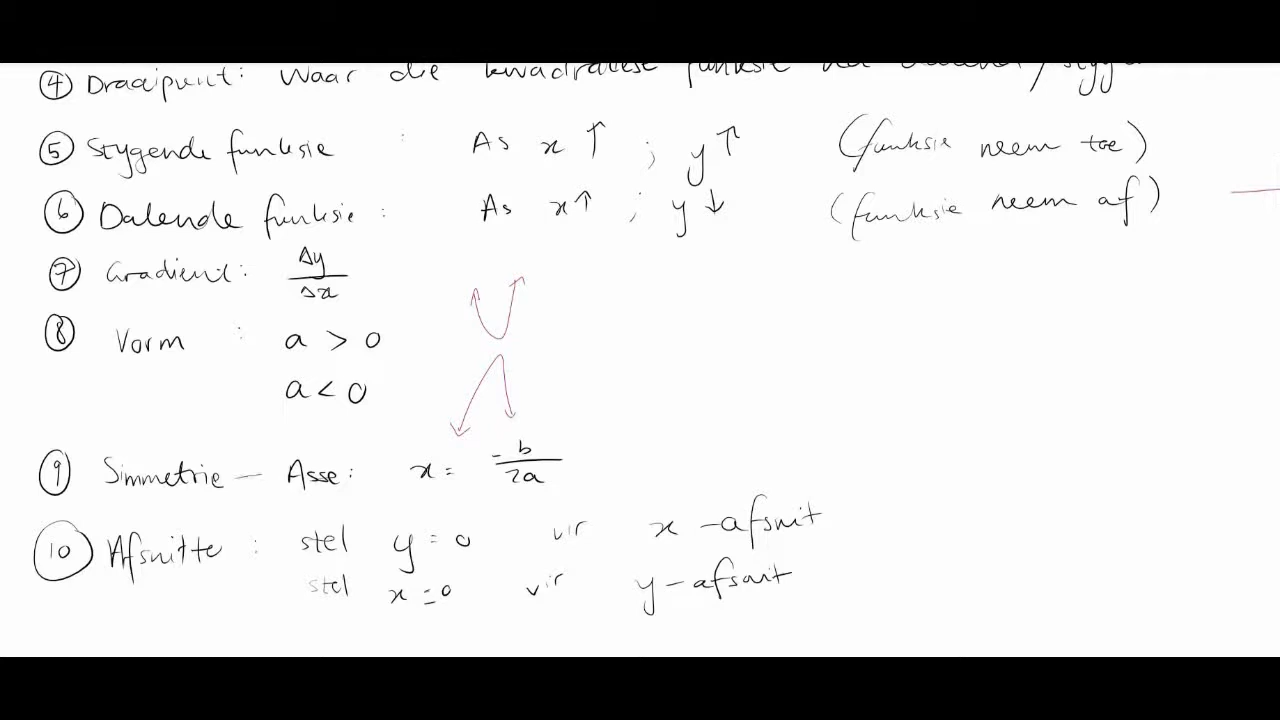 ④ Draaipunt: Waar die kwadratiese funksie
⑤ Stygende funksie : As x ↑ ; y ↑ (funksie neem toe)
⑥ Dalende funksie : As x ↑ ; y ↓ (funksie neem af)
⑦ Gradient: Δy/Δx
⑧ Vorm : a > 0
a < 0
⑨ Simmetrie – Asse: x = -b/2a
⑩ Afsnitte : stel y = 0 vir x-afsnit
stel x = 0 vir y-afsnit